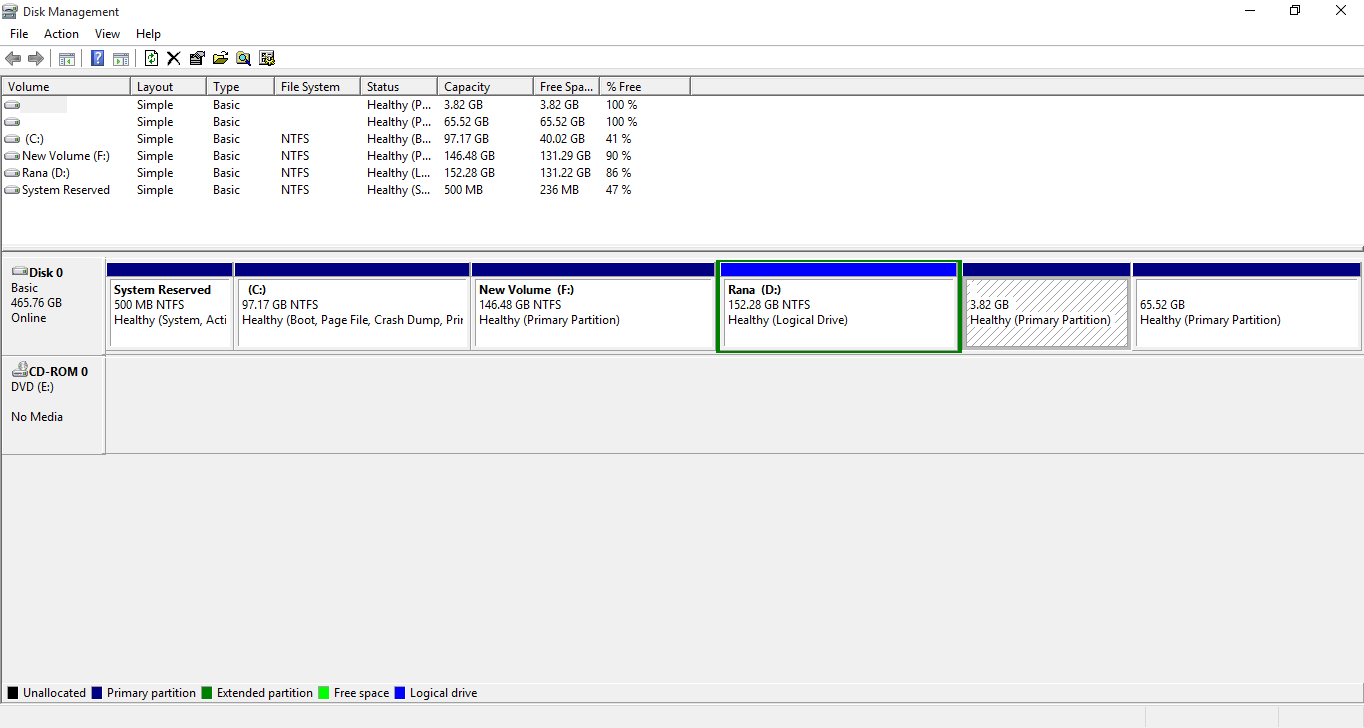 Disk Management
File Action View Help
Volume Layout Type File System Status Capacity Free Spa... % Free
Simple Basic Healthy (P... 3.82 GB 3.82 GB 100 %
Simple Basic Healthy (P... 65.52 GB 65.52 GB 100 %
(C:) Simple Basic NTFS Healthy (B... 97.17 GB 40.02 GB 41 %
New Volume (F:) Simple Basic NTFS Healthy (P... 146.48 GB 131.29 GB 90 %
Rana (D:) Simple Basic NTFS Healthy (L... 152.28 GB 131.22 GB 86 %
System Reserved Simple Basic NTFS Healthy (S... 500 MB 236 MB 47 %
Disk 0
Basic
465.76 GB
Online
System Reserved
500 MB NTFS
Healthy (System, Acti
(C:)
97.17 GB NTFS
Healthy (Boot, Page File, Crash Dump, Prir
New Volume (F:)
146.48 GB NTFS
Healthy (Primary Partition)
Rana (D:)
152.28 GB NTFS
Healthy (Logical Drive)
3.82 GB
Healthy (Primary Partition)
65.52 GB
Healthy (Primary Partition)
CD-ROM 0
DVD (E:)
No Media
Unallocated Primary partition Extended partition Free space Logical drive